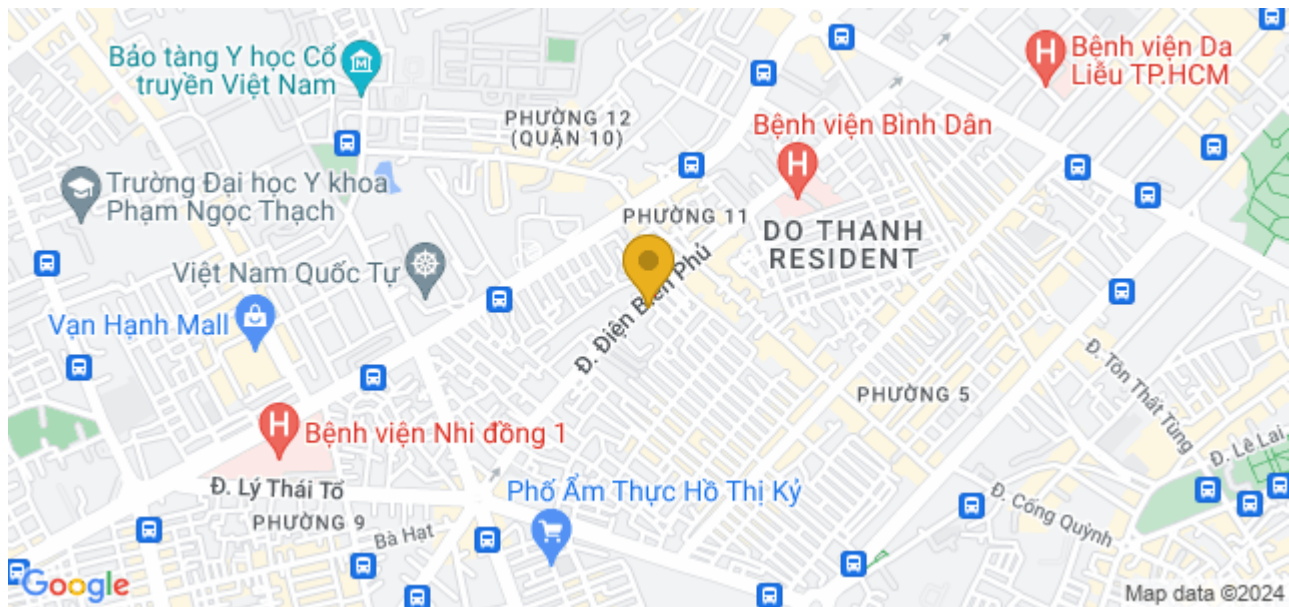 Bảo tàng Y học Cổ
truyền Việt Nam
H
Bệnh viện Da
Liễu TP.HCM
PHƯỜNG 12
(QUẬN 10)
Bệnh viện Bình Dân
H
Trường Đại học Y khoa
Phạm Ngọc Thạch
PHƯỜNG 11
DO THANH
RESIDENT
Việt Nam Quốc Tự
Đ. Điện Biên Phủ
Vạn Hạnh Mall
Đ. Tôn Thất Tùng
PHƯỜNG 5
H
Bệnh viện Nhi đồng 1
Đ. Lê Lai
Đ. Lý Thái Tổ
Phố Ẩm Thực Hồ Thị Kỷ
Đ. Cống Quỳnh
PHƯỜNG 9
Bà Hạt
Google
Map data ©2024